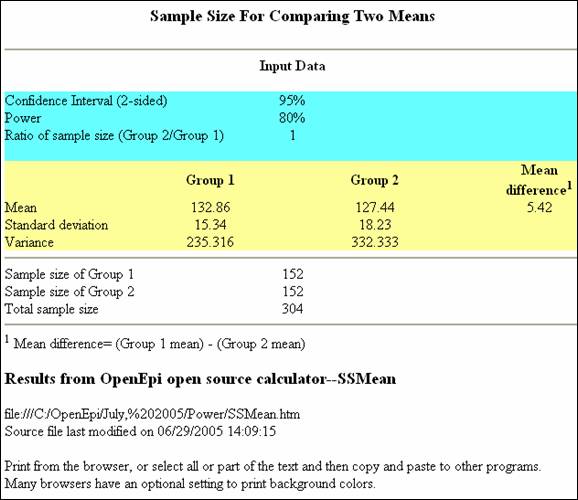 Sample Size For Comparing Two Means
Input Data
Confidence Interval (2-sided) 95%
Power 80%
Ratio of sample size (Group 2/Group 1) 1
Group 1 Group 2 Mean difference1
Mean 132.86 127.44 5.42
Standard deviation 15.34 18.23
Variance 235.316 332.333
Sample size of Group 1 152
Sample size of Group 2 152
Total sample size 304
1 Mean difference= (Group 1 mean) - (Group 2 mean)
Results from OpenEpi open source calculator--SSMean
file:///C:/OpenEpi/July,%202005/Power/SSMean.htm
Source file last modified on 06/29/2005 14:09:15
Print from the browser, or select all or part of the text and then copy and paste to other programs.
Many browsers have an optional setting to print background colors.